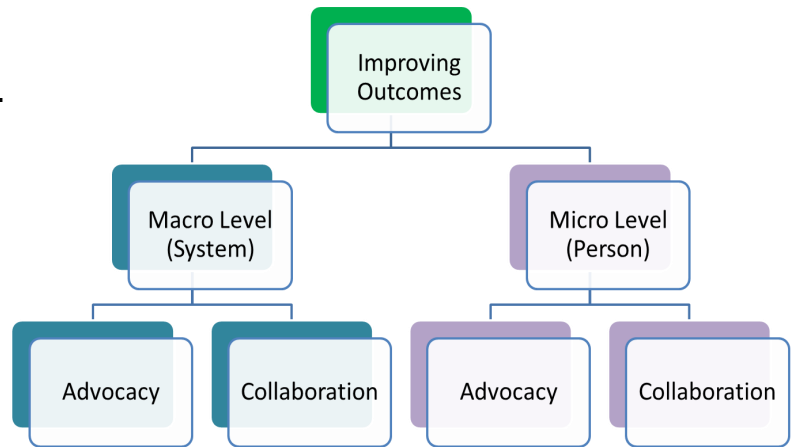 Improving
Outcomes
Macro Level
(System)
Micro Level
(Person)
Advocacy
Collaboration
Advocacy
Collaboration